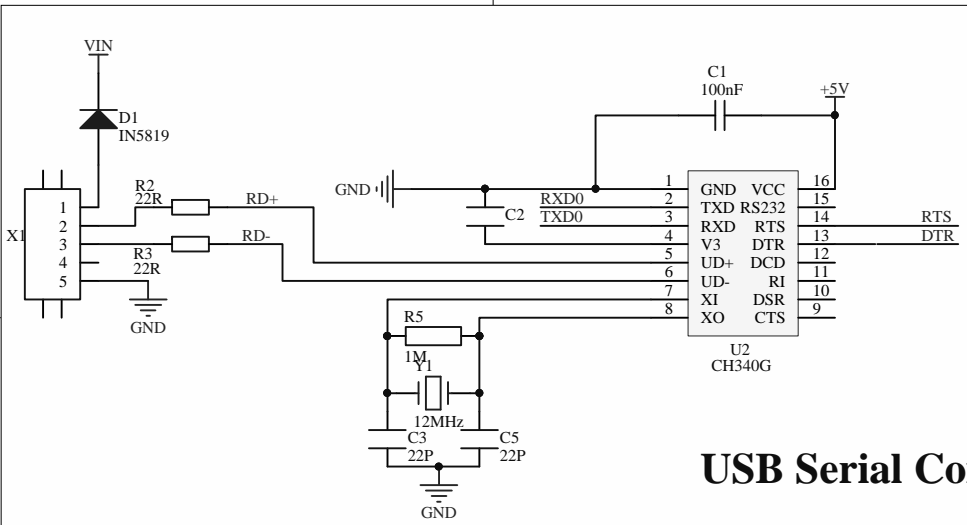 VIN
D1
IN5819
C1
100nF
+5V
X1
1
2
3
4
5
R2
22R
RD+
R3
22R
RD-
GND
GND
C2
RXD0
TXD0
1 GND VCC 16
2 TXD RS232 15
3 RXD RTS 14
4 V3 DTR 13
5 UD+ DCD 12
6 UD- RI 11
7 XI DSR 10
8 XO CTS 9
RTS
DTR
U2
CH340G
R5
1M
Y1
12MHz
C3
22P
C5
22P
GND
USB Serial